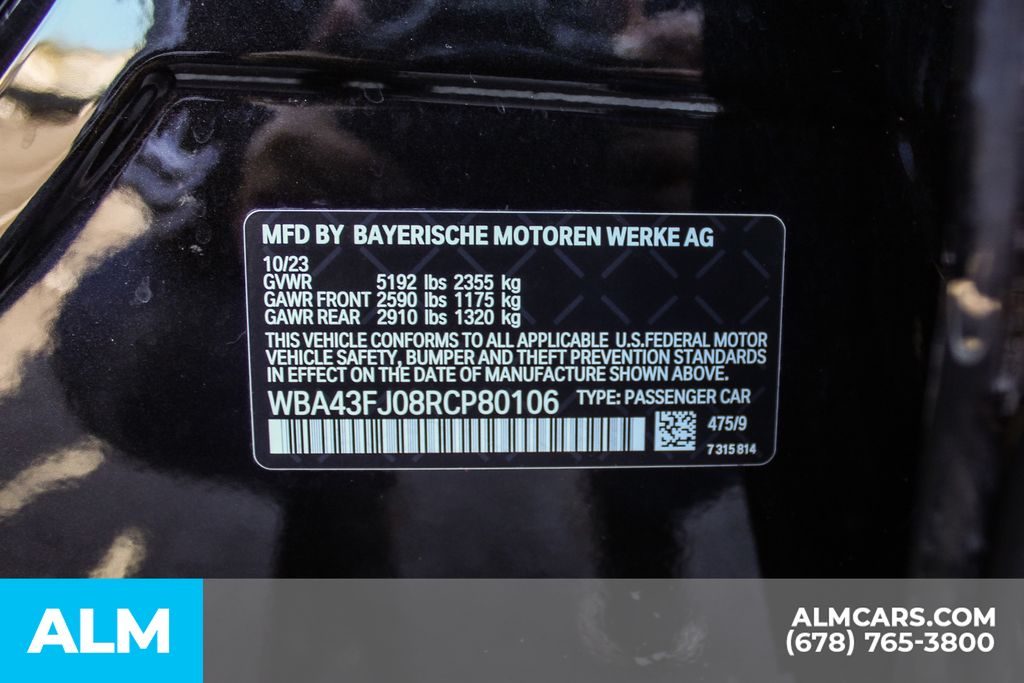 MFD BY BAYERISCHE MOTOREN WERKE AG
10/23
GVWR 5192 lbs 2355 kg
GAWR FRONT 2590 lbs 1175 kg
GAWR REAR 2910 lbs 1320 kg
THIS VEHICLE CONFORMS TO ALL APPLICABLE U.S.FEDERAL MOTOR
VEHICLE SAFETY, BUMPER AND THEFT PREVENTION STANDARDS
IN EFFECT ON THE DATE OF MANUFACTURE SHOWN ABOVE.
WBA43FJ08RCP80106 TYPE: PASSENGER CAR
475/9
7 315 814
ALM
ALMCARS.COM
(678) 765-3800